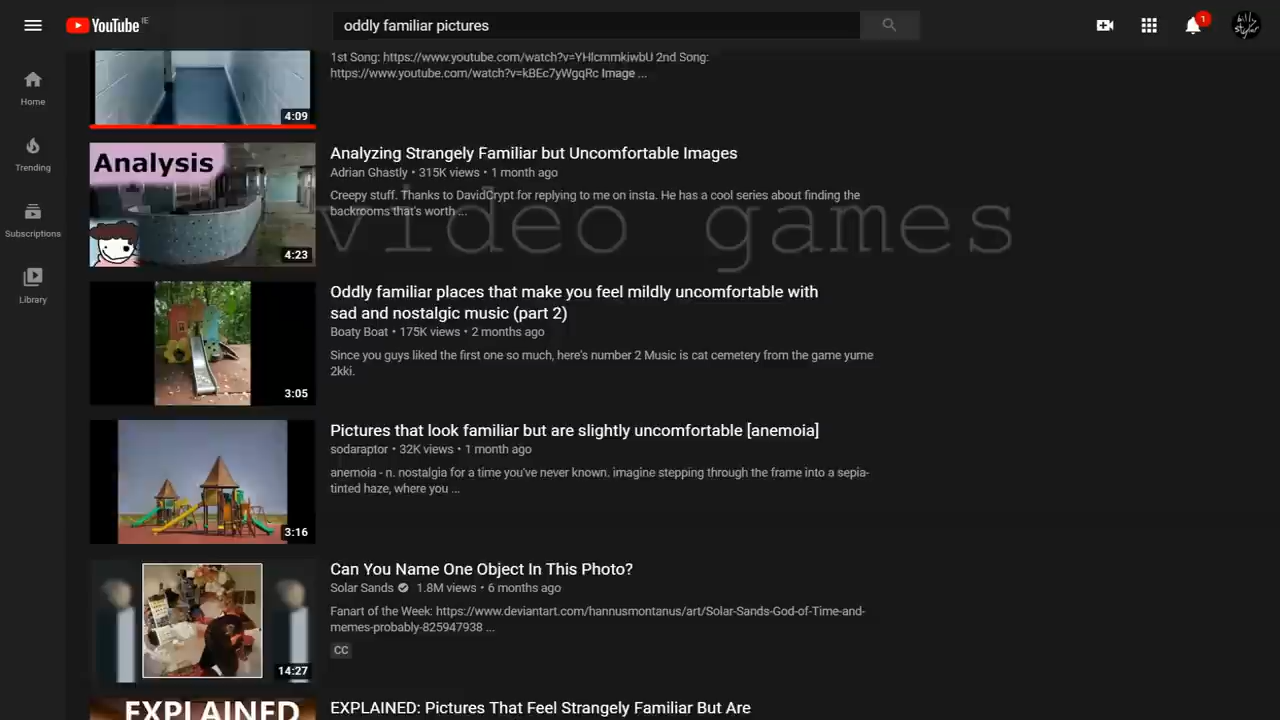 YouTube IE
oddly familiar pictures
1
Home
Trending
Subscriptions
Library
1st Song: https://www.youtube.com/watch?v=YHlcmmkiwbU 2nd Song:
https://www.youtube.com/watch?v=kBEc7yWgqRc Image ...
4:09
Analysis
4:23
Analyzing Strangely Familiar but Uncomfortable Images
Adrian Ghastly • 315K views • 1 month ago
Creepy stuff. Thanks to DavidCrypt for replying to me on insta. He has a cool series about finding the
backrooms that's worth ...
video games
3:05
Oddly familiar places that make you feel mildly uncomfortable with
sad and nostalgic music (part 2)
Boaty Boat • 175K views • 2 months ago
Since you guys liked the first one so much, here's number 2 Music is cat cemetery from the game yume
2kki.
3:16
Pictures that look familiar but are slightly uncomfortable [anemoia]
sodaraptor • 32K views • 1 month ago
anemoia - n. nostalgia for a time you've never known. imagine stepping through the frame into a sepia-
tinted haze, where you ...
14:27
Can You Name One Object In This Photo?
Solar Sands 1.8M views • 6 months ago
Fanart of the Week: https://www.deviantart.com/hannusmontanus/art/Solar-Sands-God-of-Time-and-
memes-probably-825947938 ...
CC
EXPLAINED
EXPLAINED: Pictures That Feel Strangely Familiar But Are